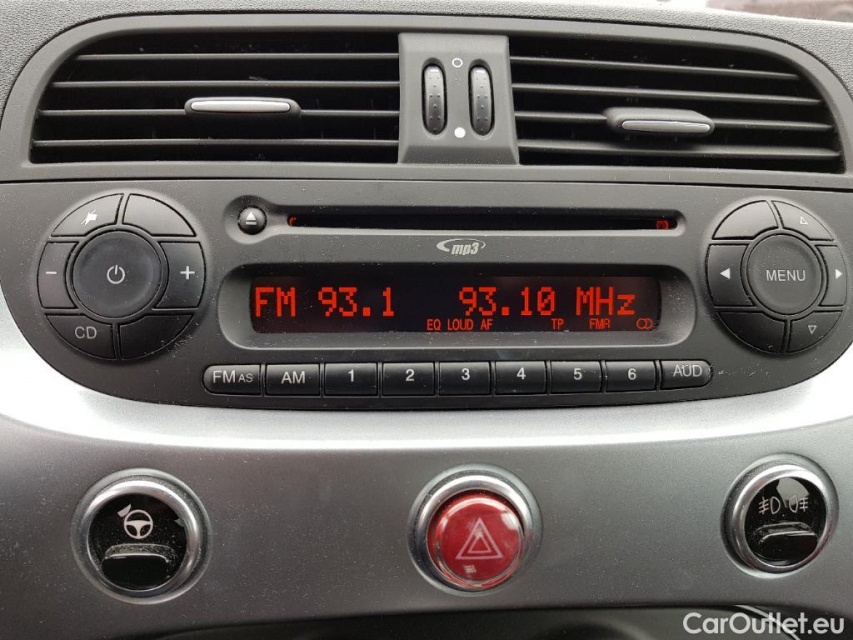 mp3
FM 93.1 93.10 MHz
EQ LOUD AF TP FMR
MENU
CD
FM AS AM 1 2 3 4 5 6 AUD
CarOutlet.eu